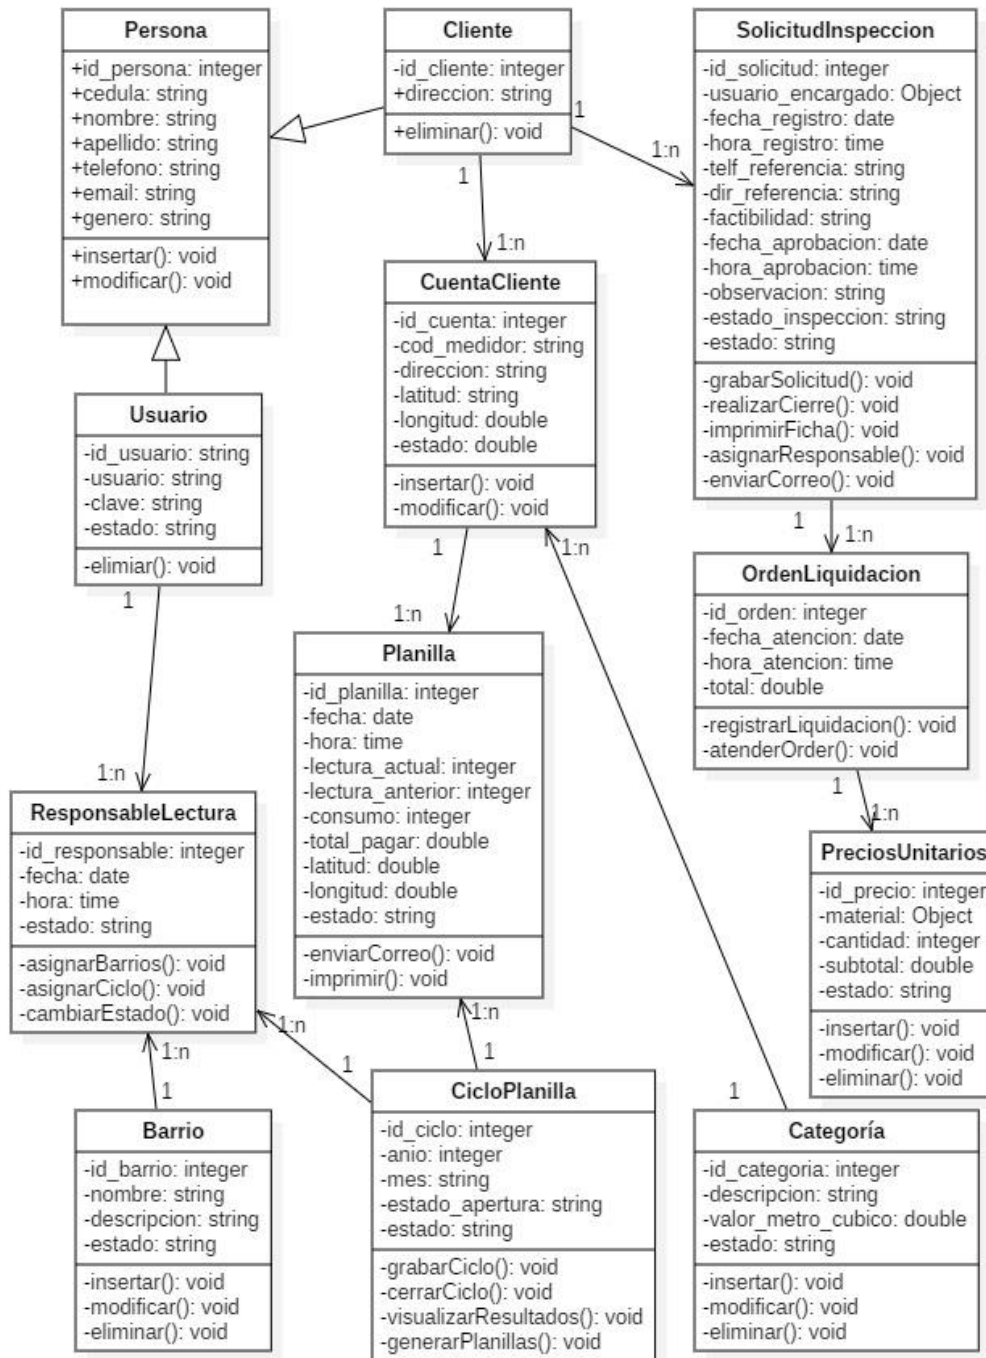 Persona
+id_persona: integer
+cedula: string
+nombre: string
+apellido: string
+telefono: string
+email: string
+genero: string
+insertar(): void
+modificar(): void
Cliente
-id_cliente: integer
+direccion: string
+eliminar(): void
1
1:n
1
1:n
SolicitudInspeccion
-id_solicitud: integer
-usuario_encargado: Object
-fecha_registro: date
-hora_registro: time
-telf_referencia: string
-dir_referencia: string
-factibilidad: string
-fecha_aprobacion: date
-hora_aprobacion: time
-observacion: string
-estado_inspeccion: string
-estado: string
-grabarSolicitud(): void
-realizarCierre(): void
-imprimirFicha(): void
-asignarResponsable(): void
-enviarCorreo(): void
1
1:n
CuentaCliente
-id_cuenta: integer
-cod_medidor: string
-direccion: string
-latitud: string
-longitud: double
-estado: double
-insertar(): void
-modificar(): void
1
1:n
1:n
Usuario
-id_usuario: string
-usuario: string
-clave: string
-estado: string
-elimiar(): void
1
1:n
OrdenLiquidacion
-id_orden: integer
-fecha_atencion: date
-hora_atencion: time
-total: double
-registrarLiquidacion(): void
-atenderOrder(): void
1
1:n
Planilla
-id_planilla: integer
-fecha: date
-hora: time
-lectura_actual: integer
-lectura_anterior: integer
-consumo: integer
-total_pagar: double
-latitud: double
-longitud: double
-estado: string
-enviarCorreo(): void
-imprimir(): void
1:n
1
ResponsableLectura
-id_responsable: integer
-fecha: date
-hora: time
-estado: string
-asignarBarrios(): void
-asignarCiclo(): void
-cambiarEstado(): void
1:n
1
1:n
1
PreciosUnitarios
-id_precio: integer
-material: Object
-cantidad: integer
-subtotal: double
-estado: string
-insertar(): void
-modificar(): void
-eliminar(): void
Barrio
-id_barrio: integer
-nombre: string
-descripcion: string
-estado: string
-insertar(): void
-modificar(): void
-eliminar(): void
CicloPlanilla
-id_ciclo: integer
-anio: integer
-mes: string
-estado_apertura: string
-estado: string
-grabarCiclo(): void
-cerrarCiclo(): void
-visualizarResultados(): void
-generarPlanillas(): void
1
Categoría
-id_categoria: integer
-descripcion: string
-valor_metro_cubico: double
-estado: string
-insertar(): void
-modificar(): void
-eliminar(): void